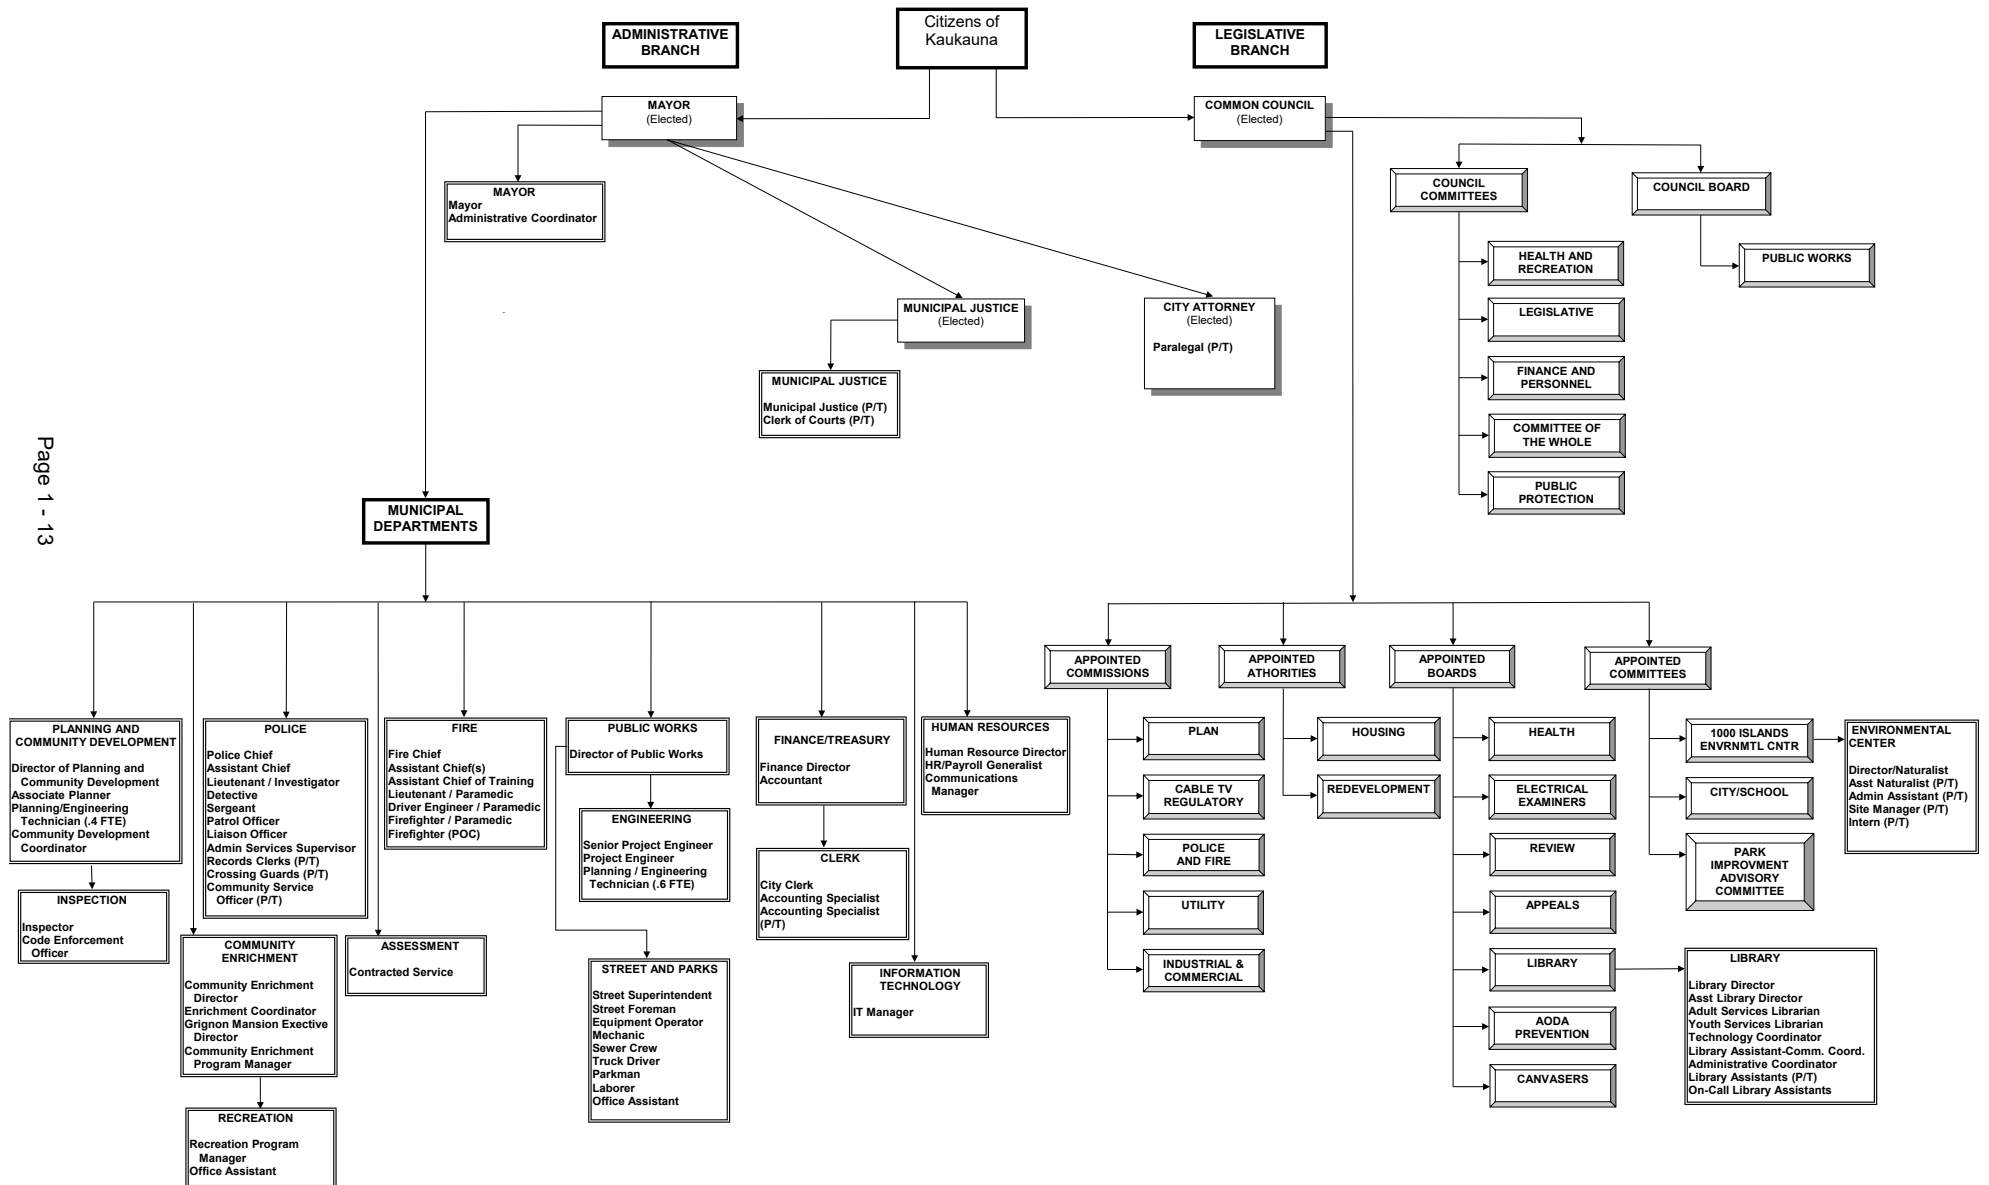 Citizens of
Kaukauna
ADMINISTRATIVE
BRANCH
LEGISLATIVE
BRANCH
MAYOR
(Elected)
COMMON COUNCIL
(Elected)
MAYOR
Mayor
Administrative Coordinator
COUNCIL
COMMITTEES
COUNCIL BOARD
HEALTH AND
RECREATION
PUBLIC WORKS
LEGISLATIVE
FINANCE AND
PERSONNEL
COMMITTEE OF
THE WHOLE
PUBLIC
PROTECTION
MUNICIPAL JUSTICE
(Elected)
CITY ATTORNEY
(Elected)
Paralegal (P/T)
MUNICIPAL JUSTICE
Municipal Justice (P/T)
Clerk of Courts (P/T)
Page 1 - 13
MUNICIPAL
DEPARTMENTS
PLANNING AND
COMMUNITY DEVELOPMENT
Director of Planning and
Community Development
Associate Planner
Planning/Engineering
Technician (.4 FTE)
Community Development
Coordinator
INSPECTION
Inspector
Code Enforcement
Officer
POLICE
Police Chief
Assistant Chief
Lieutenant / Investigator
Detective
Sergeant
Patrol Officer
Liaison Officer
Admin Services Supervisor
Records Clerks (P/T)
Crossing Guards (P/T)
Community Service
Officer (P/T)
COMMUNITY
ENRICHMENT
Community Enrichment
Director
Enrichment Coordinator
Grignon Mansion Exective
Director
Community Enrichment
Program Manager
RECREATION
Recreation Program
Manager
Office Assistant
FIRE
Fire Chief
Assistant Chief(s)
Assistant Chief of Training
Lieutenant / Paramedic
Driver Engineer / Paramedic
Firefighter / Paramedic
Firefighter (POC)
ASSESSMENT
Contracted Service
PUBLIC WORKS
Director of Public Works
ENGINEERING
Senior Project Engineer
Project Engineer
Planning / Engineering
Technician (.6 FTE)
STREET AND PARKS
Street Superintendent
Street Foreman
Equipment Operator
Mechanic
Sewer Crew
Truck Driver
Parkman
Laborer
Office Assistant
FINANCE/TREASURY
Finance Director
Accountant
CLERK
City Clerk
Accounting Specialist
Accounting Specialist
(P/T)
INFORMATION
TECHNOLOGY
IT Manager
HUMAN RESOURCES
Human Resource Director
HR/Payroll Generalist
Communications
Manager
APPOINTED
COMMISSIONS
PLAN
CABLE TV
REGULATORY
POLICE
AND FIRE
UTILITY
INDUSTRIAL &
COMMERCIAL
APPOINTED
ATHORITIES
HOUSING
REDEVELOPMENT
APPOINTED
BOARDS
HEALTH
ELECTRICAL
EXAMINERS
REVIEW
APPEALS
LIBRARY
AODA
PREVENTION
CANVASERS
APPOINTED
COMMITTEES
1000 ISLANDS
ENVRNMTL CNTR
CITY/SCHOOL
PARK
IMPROVMENT
ADVISORY
COMMITTEE
ENVIRONMENTAL
CENTER
Director/Naturalist
Asst Naturalist (P/T)
Admin Assistant (P/T)
Site Manager (P/T)
Intern (P/T)
LIBRARY
Library Director
Asst Library Director
Adult Services Librarian
Youth Services Librarian
Technology Coordinator
Library Assistant-Comm. Coord.
Administrative Coordinator
Library Assistants (P/T)
On-Call Library Assistants